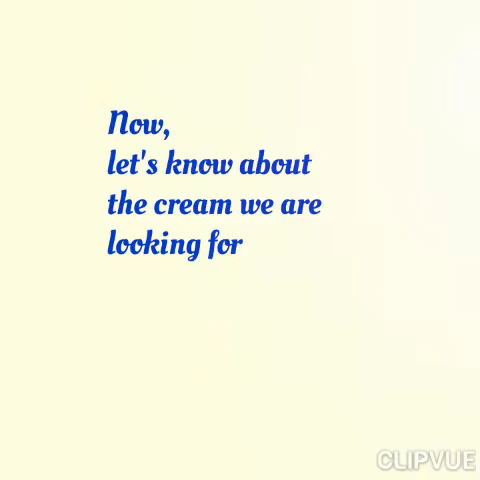 Now,
let's know about
the cream we are
looking for
CLIPVUE